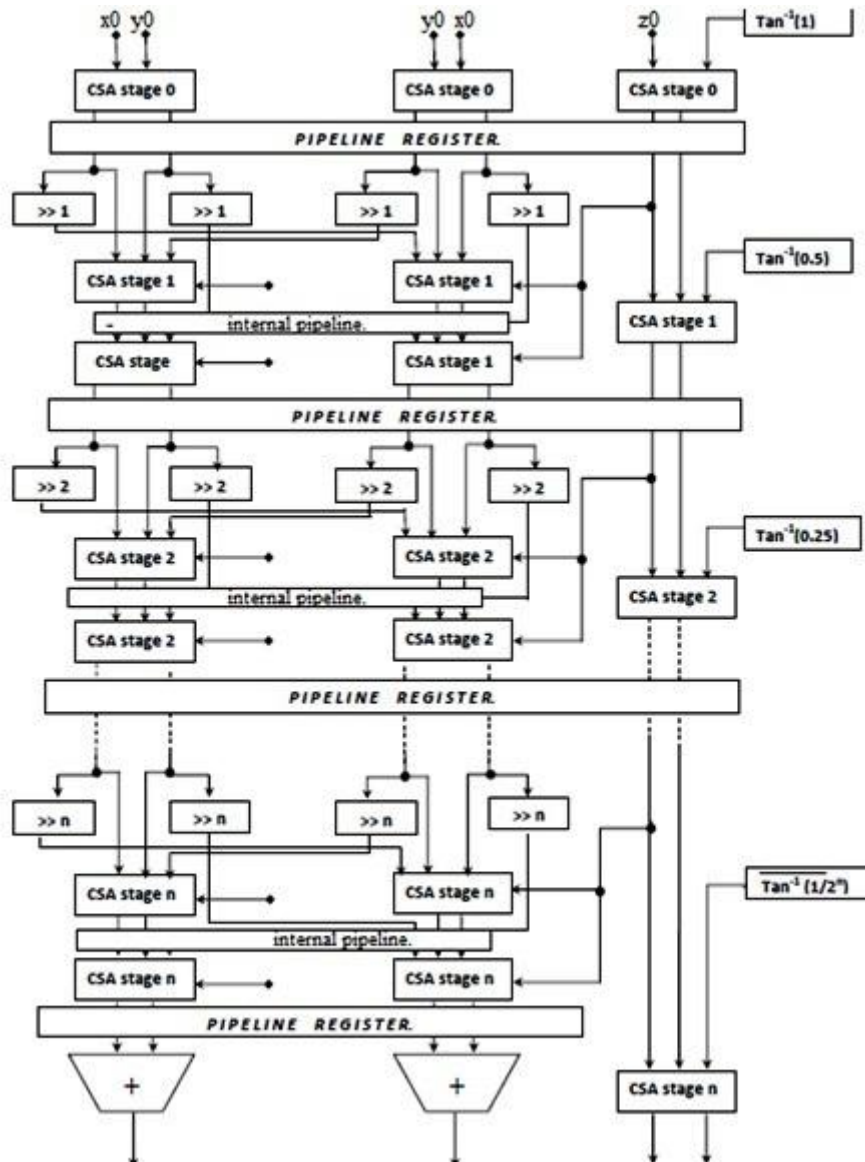 x0 y0 y0 x0 z0 Tan⁻¹(1)
CSA stage 0 CSA stage 0 CSA stage 0
PIPELINE REGISTER.
>> 1 >> 1 >> 1 >> 1
Tan⁻¹(0.5)
CSA stage 1 CSA stage 1
CSA stage 1
- internal pipeline.
CSA stage CSA stage 1
PIPELINE REGISTER.
>> 2 >> 2 >> 2 >> 2
Tan⁻¹(0.25)
CSA stage 2 CSA stage 2
CSA stage 2
internal pipeline.
CSA stage 2 CSA stage 2
PIPELINE REGISTER.
>> n >> n >> n >> n
Tan⁻¹ (1/2ⁿ)
CSA stage n CSA stage n
internal pipeline.
CSA stage n CSA stage n
PIPELINE REGISTER.
+ +
CSA stage n